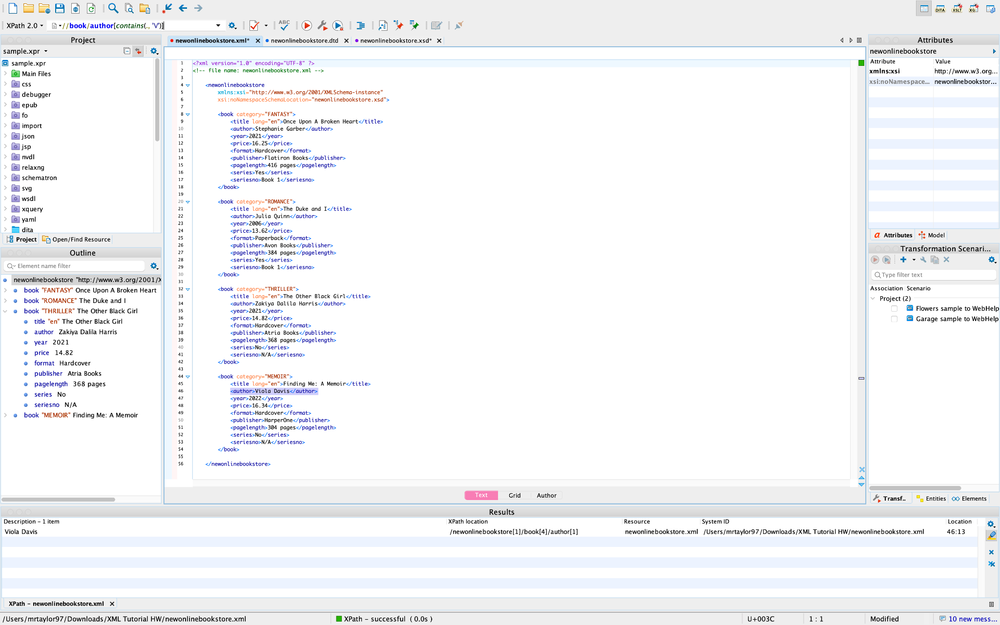 DITA XSLT XQ
XPath 2.0 //book/author[contains(., 'V')] ABC
Project
sample.xpr
sample.xpr
Main Files
css
debugger
epub
fo
import
json
jsp
nvdl
relaxng
schematron
svg
wsdl
xquery
yaml
dita
Project Open/Find Resource
Outline
Element name filter
newonlinebookstore "http://www.w3.org/2001/X
book "FANTASY" Once Upon A Broken Heart
book "ROMANCE" The Duke and I
book "THRILLER" The Other Black Girl
title "en" The Other Black Girl
author Zakiya Dalila Harris
year 2021
price 14.82
format Hardcover
publisher Atria Books
pagelength 368 pages
series No
seriesno N/A
book "MEMOIR" Finding Me: A Memoir
newonlinebookstore.xml* newonlinebookstore.dtd newonlinebookstore.xsd*
1 <?xml version="1.0" encoding="UTF-8" ?>
2 <!-- file name: newonlinebookstore.xml -->
3
4 <newonlinebookstore
5 xmlns:xsi="http://www.w3.org/2001/XMLSchema-instance"
6 xsi:noNamespaceSchemaLocation="newonlinebookstore.xsd">
7
8 <book category="FANTASY">
9 <title lang="en">Once Upon A Broken Heart</title>
10 <author>Stephanie Garber</author>
11 <year>2021</year>
12 <price>16.25</price>
13 <format>Hardcover</format>
14 <publisher>Flatiron Books</publisher>
15 <pagelength>416 pages</pagelength>
16 <series>Yes</series>
17 <seriesno>Book 1</seriesno>
18 </book>
19
20 <book category="ROMANCE">
21 <title lang="en">The Duke and I</title>
22 <author>Julia Quinn</author>
23 <year>2006</year>
24 <price>13.62</price>
25 <format>Paperback</format>
26 <publisher>Avon Books</publisher>
27 <pagelength>384 pages</pagelength>
28 <series>Yes</series>
29 <seriesno>Book 1</seriesno>
30 </book>
31
32 <book category="THRILLER">
33 <title lang="en">The Other Black Girl</title>
34 <author>Zakiya Dalila Harris</author>
35 <year>2021</year>
36 <price>14.82</price>
37 <format>Hardcover</format>
38 <publisher>Atria Books</publisher>
39 <pagelength>368 pages</pagelength>
40 <series>No</series>
41 <seriesno>N/A</seriesno>
42 </book>
43
44 <book category="MEMOIR">
45 <title lang="en">Finding Me: A Memoir</title>
46 <author>Viola Davis</author>
47 <year>2022</year>
48 <price>16.34</price>
49 <format>Hardcover</format>
50 <publisher>HarperOne</publisher>
51 <pagelength>304 pages</pagelength>
52 <series>No</series>
53 <seriesno>N/A</seriesno>
54 </book>
55
56 </newonlinebookstore>
Text Grid Author
Attributes
newonlinebookstore
Attribute Value
xmlns:xsi http://www.w3.org...
xsi:noNamespace... newonlinebookstor...
Attributes Model
Transformation Scenari...
Type filter text
Association Scenario
Project (2)
Flowers sample to WebHelp
Garage sample to WebHelp
Transf.. Entities Elements
Results
Description - 1 item XPath location Resource System ID Location
Viola Davis /newonlinebookstore[1]/book[4]/author[1] newonlinebookstore.xml /Users/mrtaylor97/Downloads/XML Tutorial HW/newonlinebookstore.xml 46:13
XPath - newonlinebookstore.xml
/Users/mrtaylor97/Downloads/XML Tutorial HW/newonlinebookstore.xml XPath - successful (0.0s) U+003C 1 : 1 Modified 10 new mess...